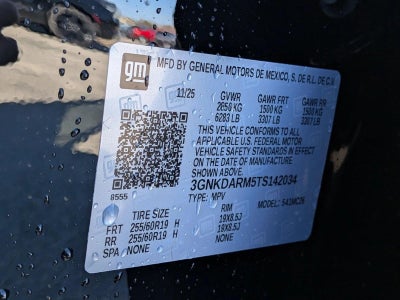 gm MFD BY GENERAL MOTORS DE MEXICO, S. DE R.L. DE C.V.
11/25 GVWR GAWR FRT GAWR RR
2850 KG 1500 KG 1500 KG
6283 LB 3307 LB 3307 LB
THIS VEHICLE CONFORMS TO ALL
APPLICABLE U.S. FEDERAL MOTOR
VEHICLE SAFETY STANDARDS IN EFFECT
ON THE DATE OF MANUFACTURE
SHOWN ABOVE.
3GNKDARM5TS142034
8555 TYPE: MPV
TIRE SIZE RIM
FRT 255/60R19 H 19X8.5J
RR 255/60R19 H 19X8.5J
SPA NONE NONE